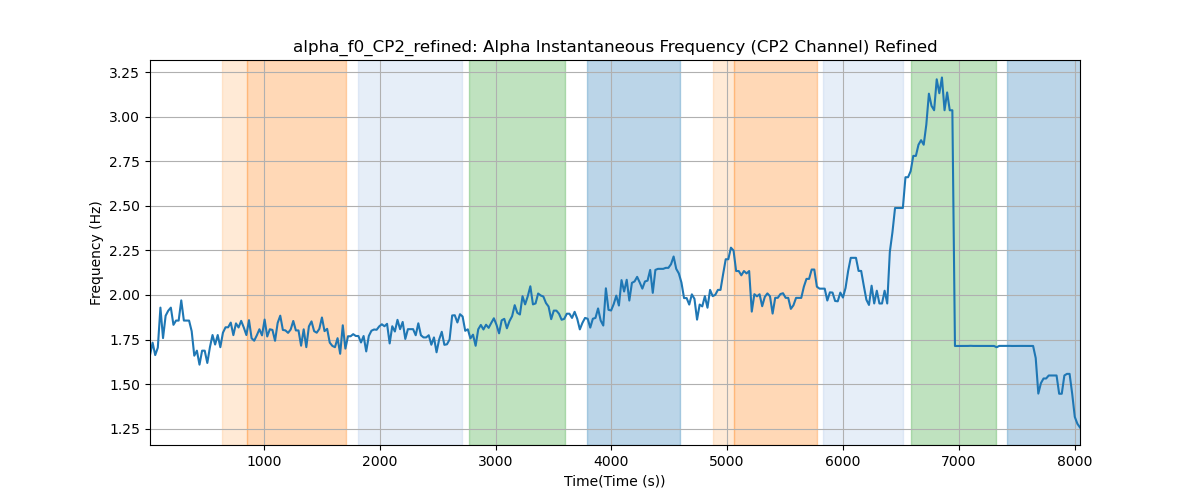 alpha_f0_CP2_refined: Alpha Instantaneous Frequency (CP2 Channel) Refined
3.25
3.00
2.75
2.50
2.25
2.00
1.75
1.50
1.25
Frequency (Hz)
1000 2000 3000 4000 5000 6000 7000 8000
Time(Time (s))